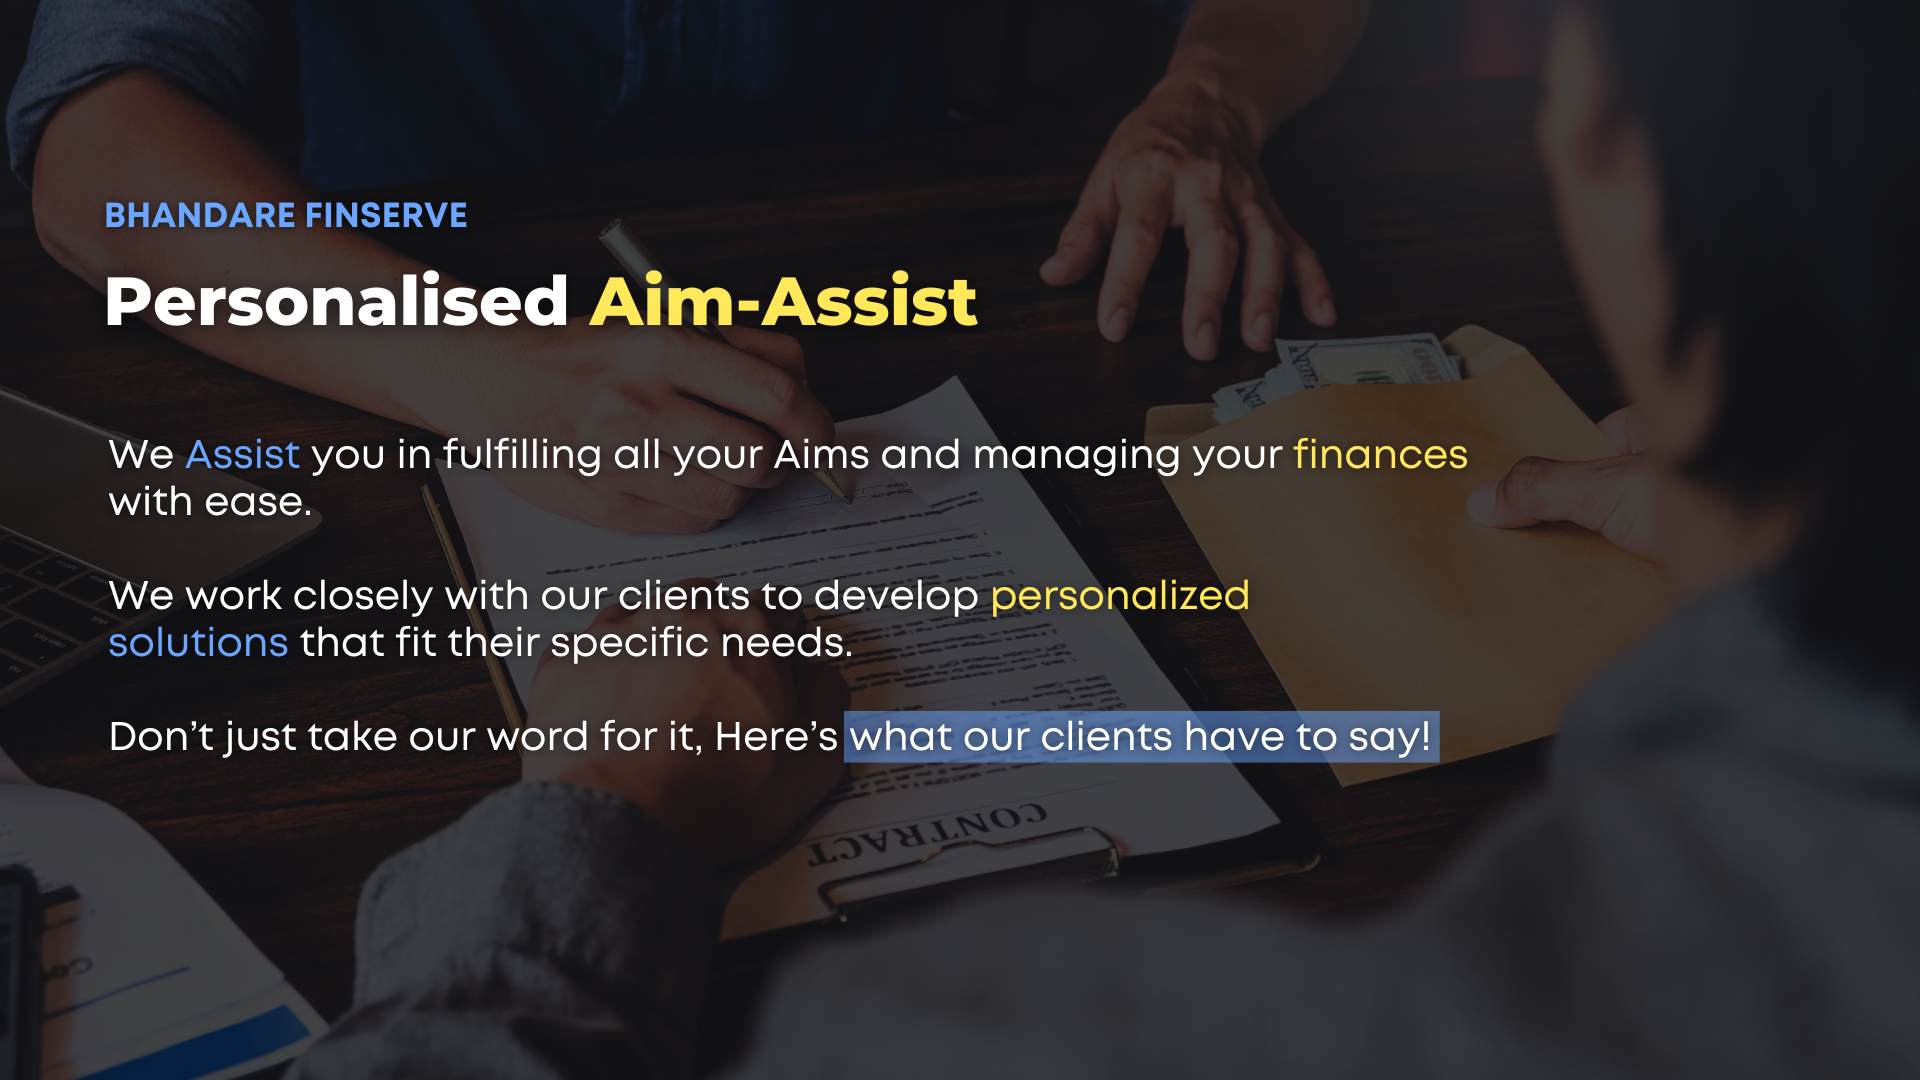 BHANDARE FINSERVE
Personalised Aim-Assist
We Assist you in fulfilling all your Aims and managing your finances
with ease.
We work closely with our clients to develop personalized
solutions that fit their specific needs.
Don’t just take our word for it, Here’s what our clients have to say!
CONTRACT